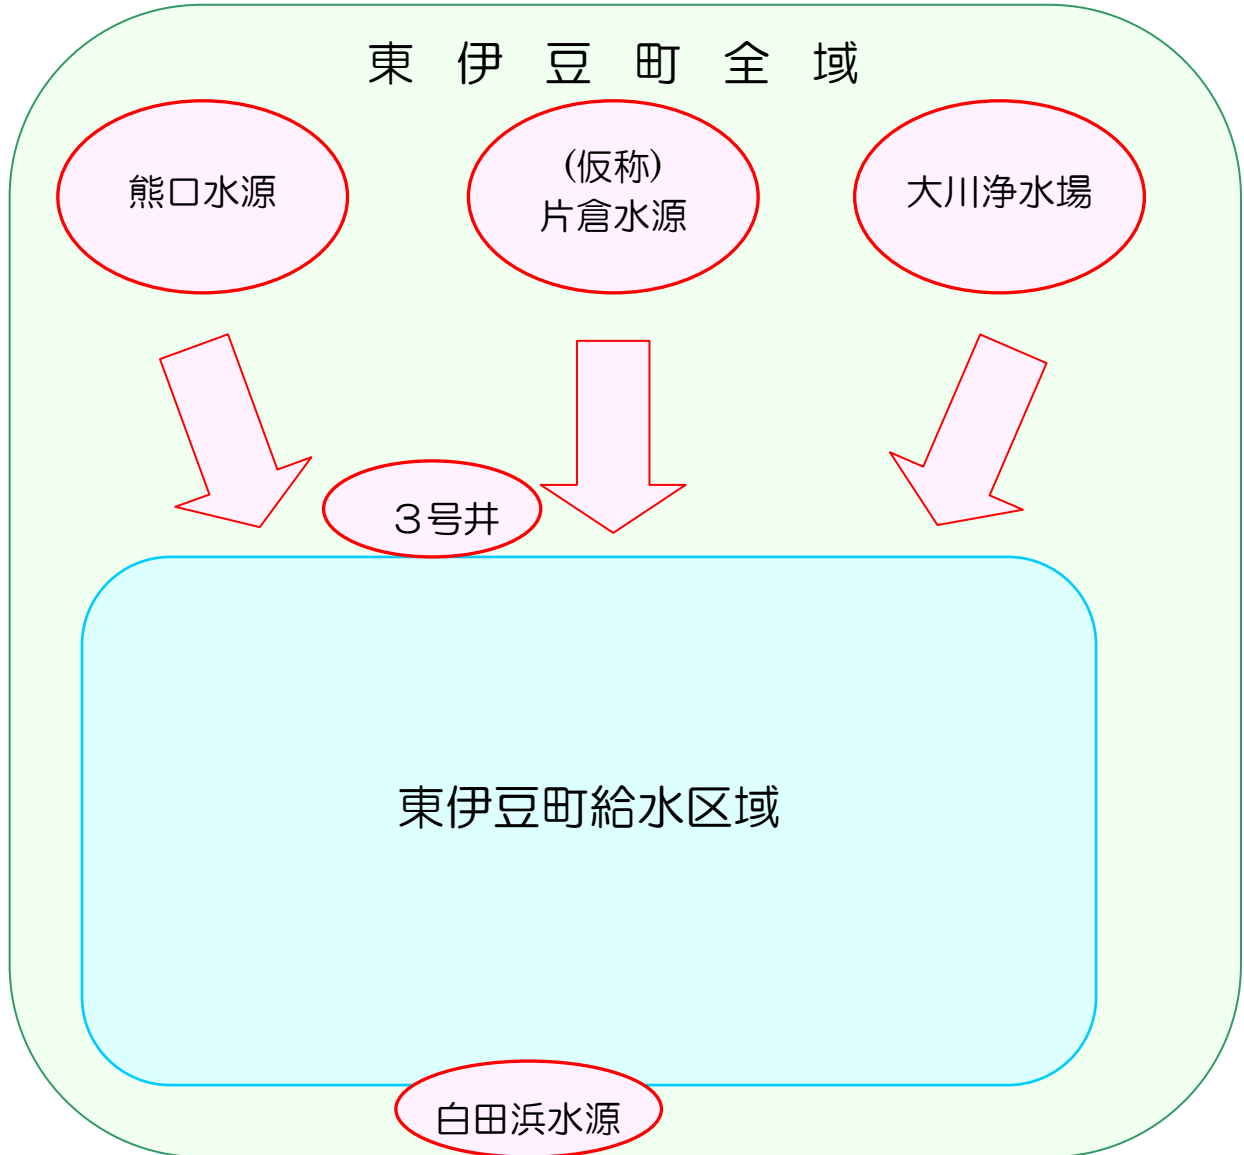 東伊豆町全域
熊口水源
(仮称)
片倉水源
大川浄水場
３号井
東伊豆町給水区域
白田浜水源